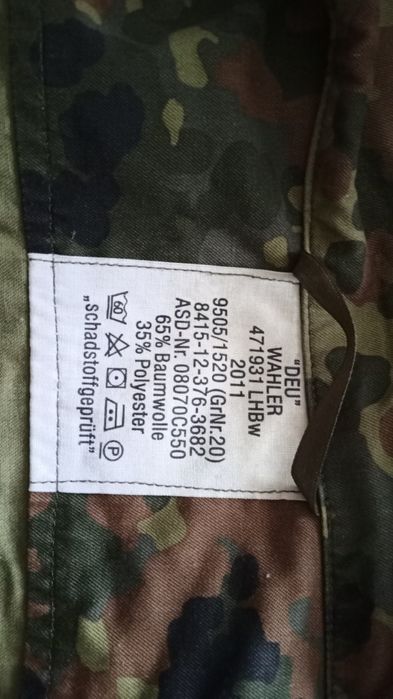 "DEU"
WAHLER
471931 LHBw
2011
9505/1520 (GrNr.20)
8415-12-376-3682
ASD-Nr. 08070C550
65% Baumwolle
35% Polyester
60 P
„Schadstoffgeprüft"